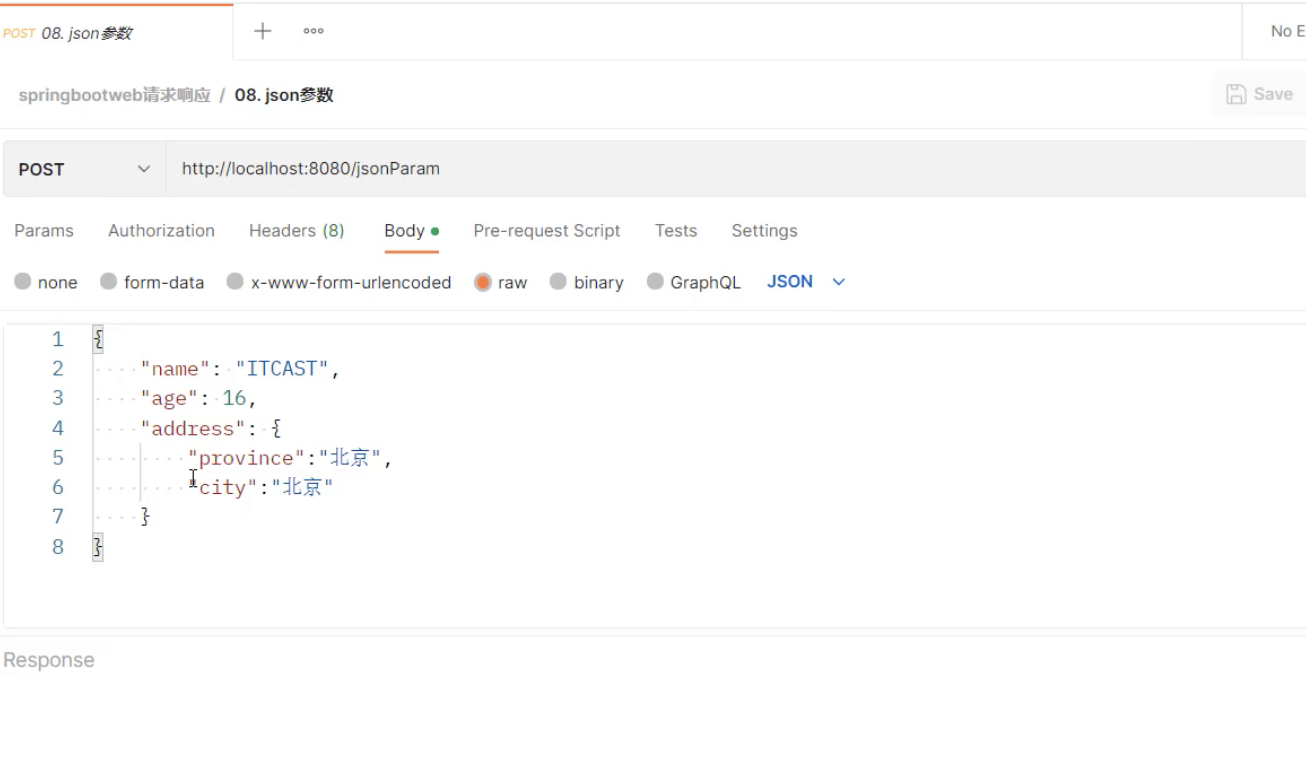 POST 08. json参数
No E
springbootweb请求响应 / 08. json参数
Save
POST http://localhost:8080/jsonParam
Params Authorization Headers (8) Body Pre-request Script Tests Settings
none form-data x-www-form-urlencoded raw binary GraphQL JSON
1 {
2 "name": "ITCAST",
3 "age": 16,
4 "address": {
5 "province":"北京",
6 "city":"北京"
7 }
8 }
Response